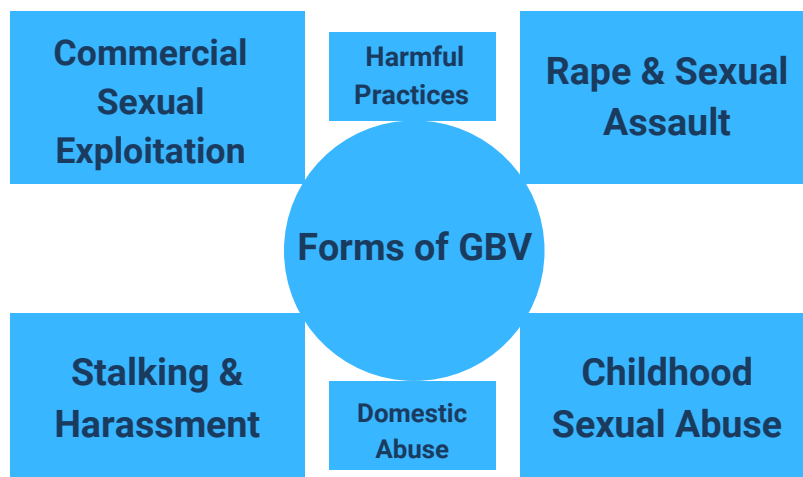 Commercial
Sexual
Exploitation
Harmful
Practices
Rape & Sexual
Assault
Forms of GBV
Stalking &
Harassment
Domestic
Abuse
Childhood
Sexual Abuse